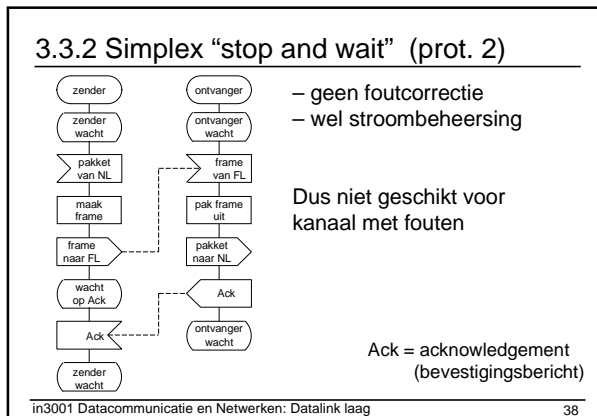 3.3.2 Simplex “stop and wait” (prot. 2)
zender
zender
wacht
pakket
van NL
maak
frame
frame
naar FL
wacht
op Ack
Ack
zender
wacht
ontvanger
ontvanger
wacht
frame
van FL
pak frame
uit
pakket
naar NL
Ack
ontvanger
wacht
– geen foutcorrectie
– wel stroombeheersing
Dus niet geschikt voor
kanaal met fouten
Ack = acknowledgement
(bevestigingsbericht)
in3001 Datacommunicatie en Netwerken: Datalink laag 38